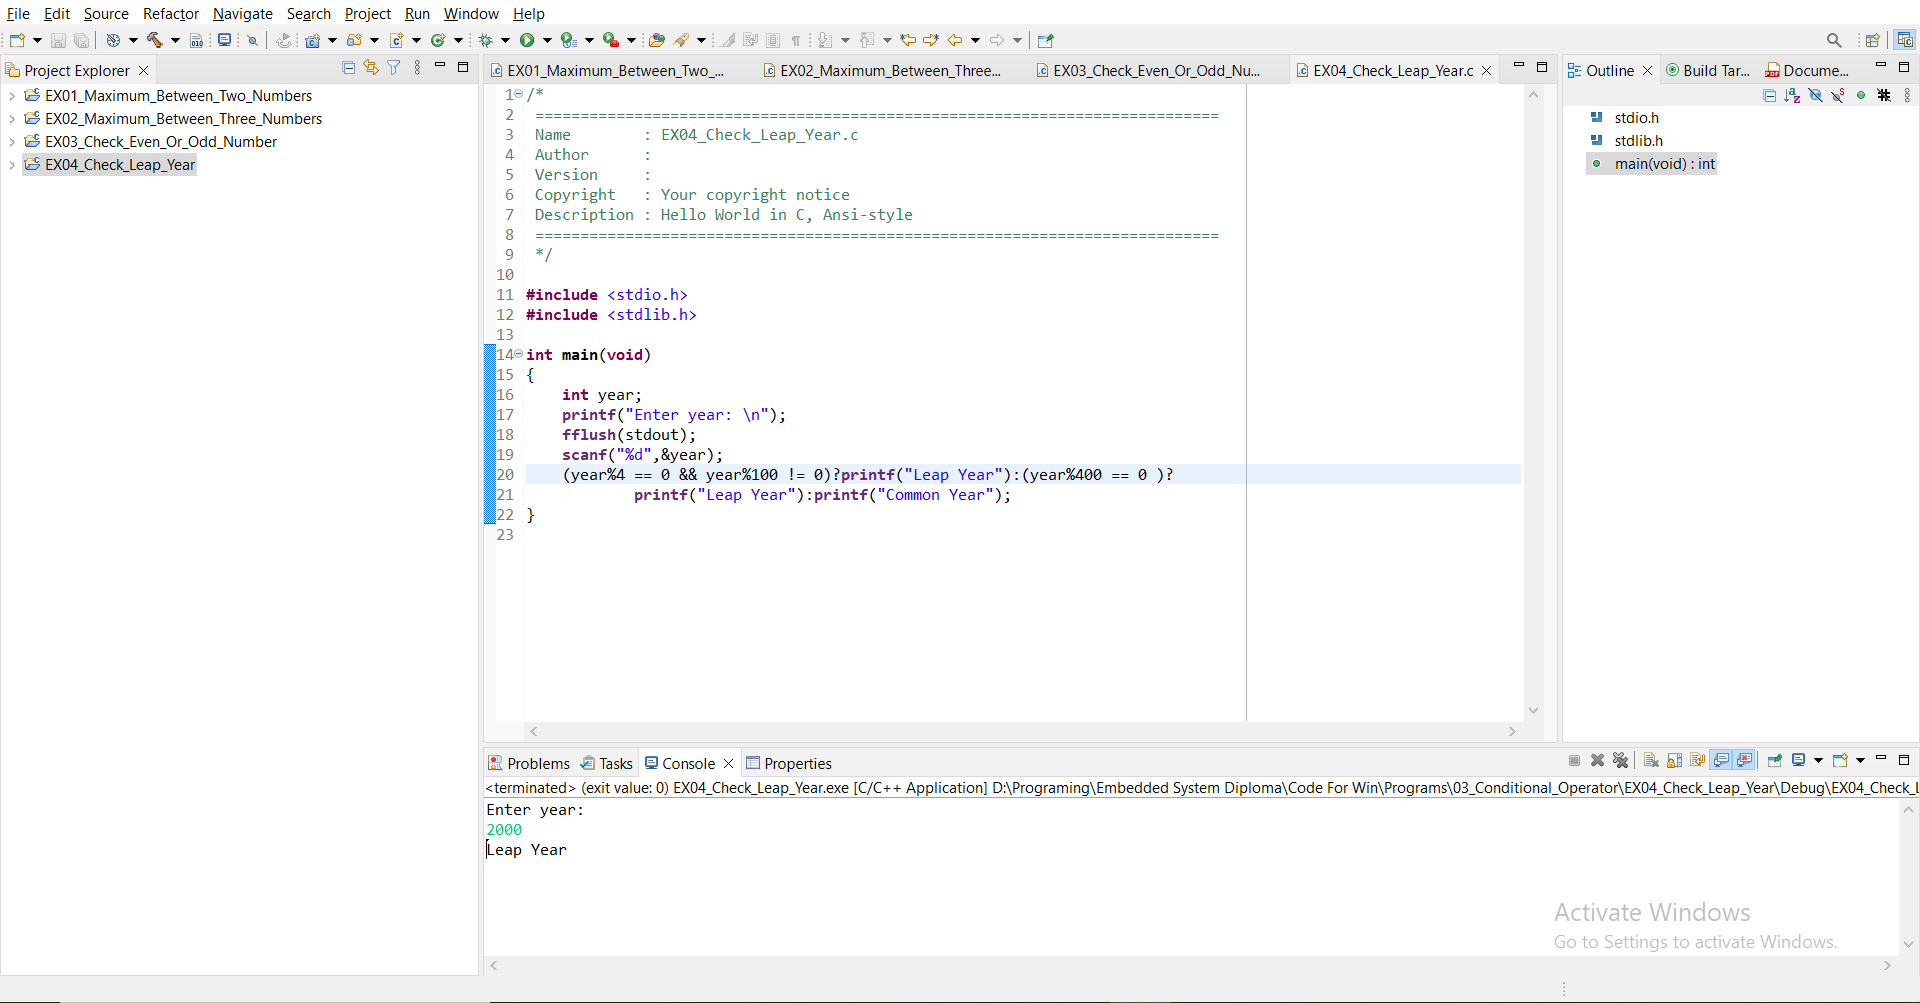 File Edit Source Refactor Navigate Search Project Run Window Help
Project Explorer
EX01_Maximum_Between_Two_Numbers
EX02_Maximum_Between_Three_Numbers
EX03_Check_Even_Or_Odd_Number
EX04_Check_Leap_Year
EX01_Maximum_Between_Two_... EX02_Maximum_Between_Three... EX03_Check_Even_Or_Odd_Nu... EX04_Check_Leap_Year.c
1 /*
2 ============================================================================
3 Name        : EX04_Check_Leap_Year.c
4 Author      :
5 Version     :
6 Copyright   : Your copyright notice
7 Description : Hello World in C, Ansi-style
8 ============================================================================
9 */
10
11 #include <stdio.h>
12 #include <stdlib.h>
13
14 int main(void)
15 {
16     int year;
17     printf("Enter year: \n");
18     fflush(stdout);
19     scanf("%d",&year);
20     (year%4 == 0 && year%100 != 0)?printf("Leap Year"):(year%400 == 0 )?
21             printf("Leap Year"):printf("Common Year");
22 }
23
Outline Build Tar... Docume...
stdio.h
stdlib.h
main(void) : int
Problems Tasks Console Properties
<terminated> (exit value: 0) EX04_Check_Leap_Year.exe [C/C++ Application] D:\Programing\Embedded System Diploma\Code For Win\Programs\03_Conditional_Operator\EX04_Check_Leap_Year\Debug\EX04_Check_L
Enter year:
2000
Leap Year
Activate Windows
Go to Settings to activate Windows.